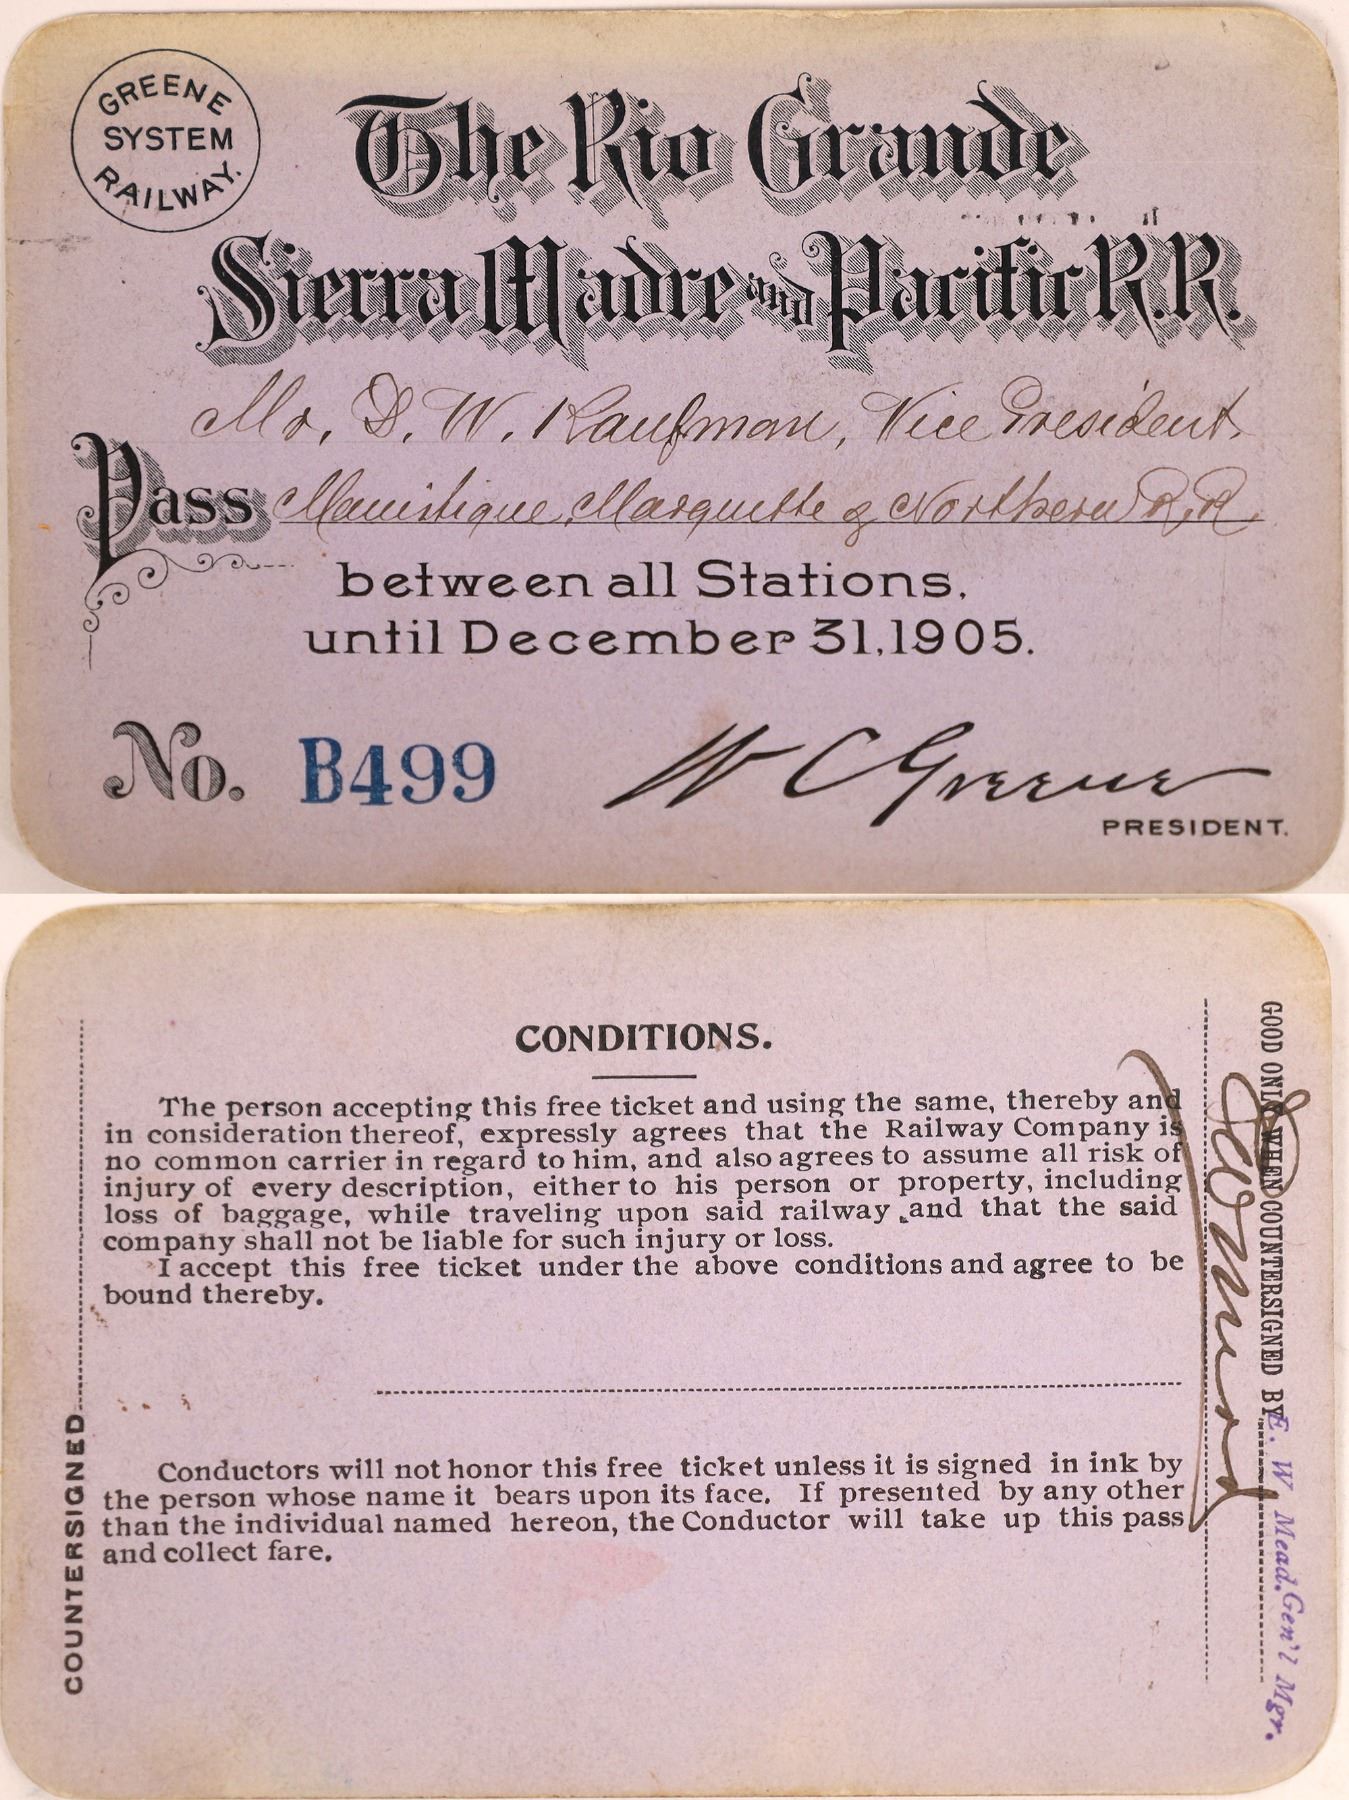 GREENE
SYSTEM
RAILWAY.
The Rio Grande
Sierra Madre and Pacific R.R.
Mr. D. W. Kaufman, Vice President.
Pass Manistique, Marquette & Northern R.R.
between all Stations,
until December 31, 1905.
No. B499
W C Greene
PRESIDENT.
CONDITIONS.
The person accepting this free ticket and using the same, thereby and
in consideration thereof, expressly agrees that the Railway Company is
no common carrier in regard to him, and also agrees to assume all risk of
injury of every description, either to his person or property, including
loss of baggage, while traveling upon said railway and that the said
company shall not be liable for such injury or loss.
I accept this free ticket under the above conditions and agree to be
bound thereby.
Conductors will not honor this free ticket unless it is signed in ink by
the person whose name it bears upon its face. If presented by any other
than the individual named hereon, the Conductor will take up this pass
and collect fare.
COUNTERSIGNED
GOOD ONLY WHEN COUNTERSIGNED BY E. W. Mead, Gen'l Mgr.